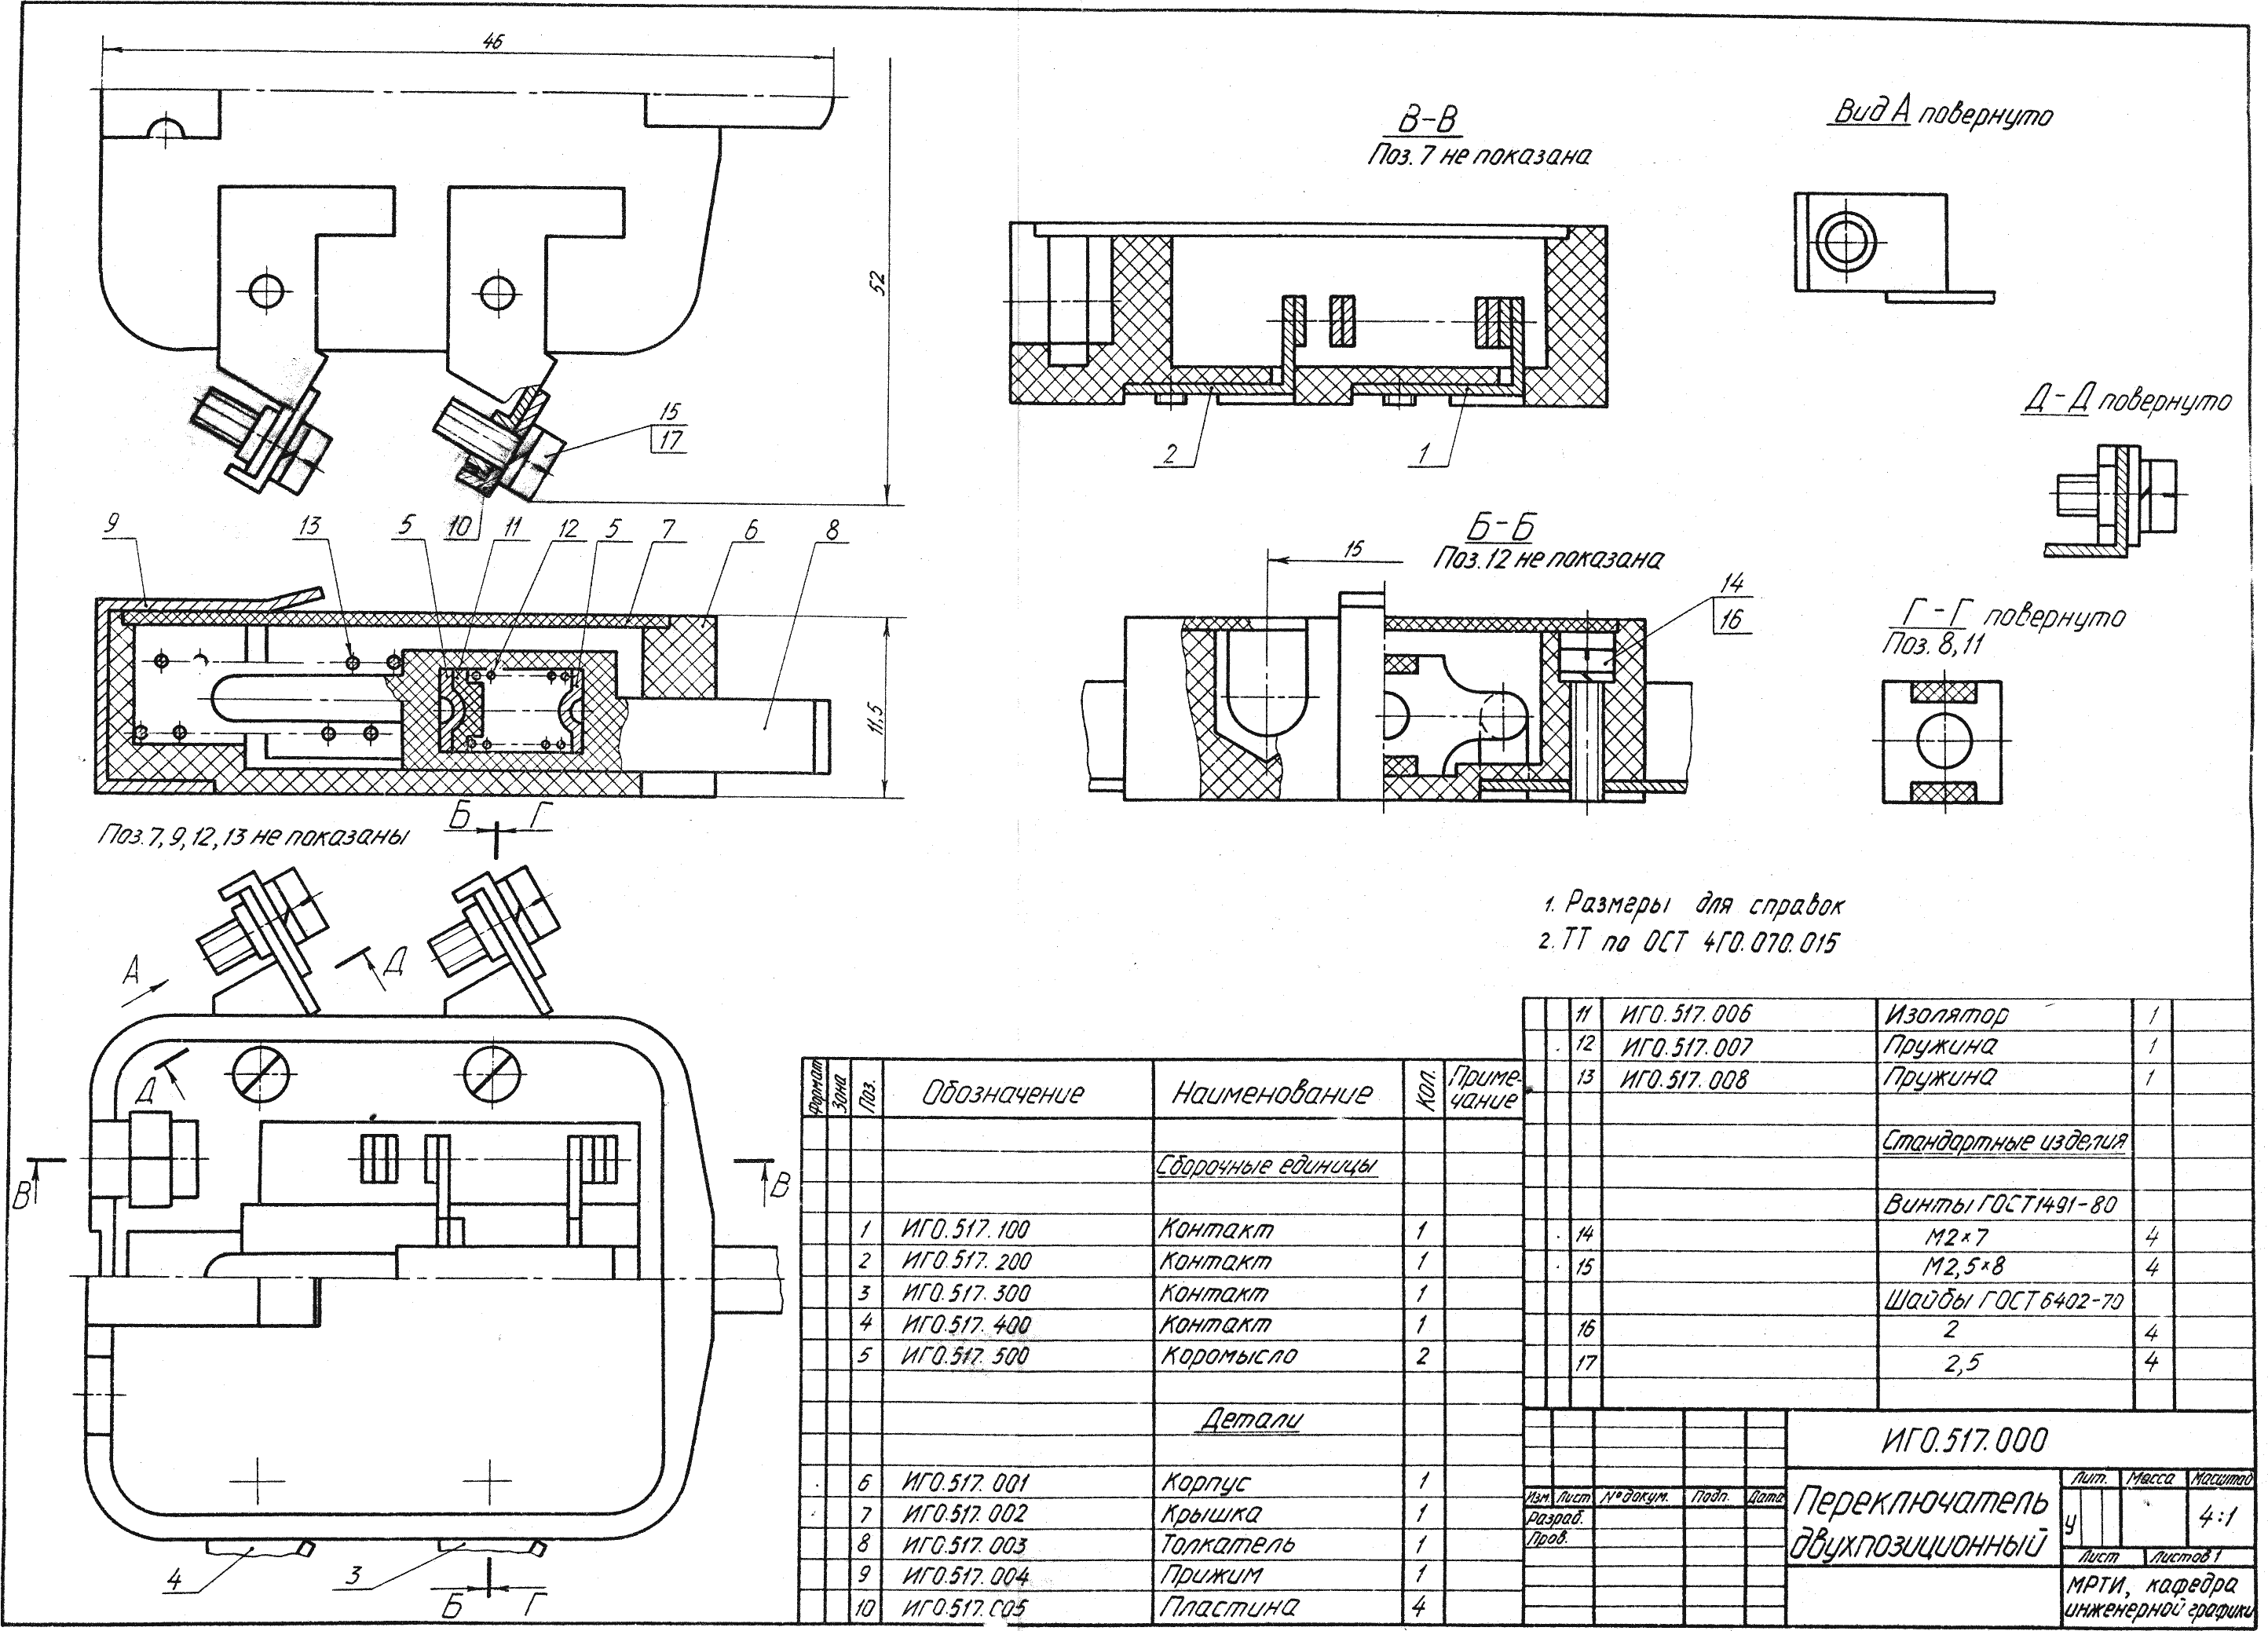 46
52
15
17
10
9
13
5
11
12
5
7
6
8
11,5
Поз. 7, 9, 12, 13 не показаны
Б Г
А
Д
Д
В
В
4
3
Б Г
В-В
Поз. 7 не показана
2
1
Вид А повернуто
Д-Д повернуто
Б-Б
Поз. 12 не показана
15
14
16
Г-Г повернуто
Поз. 8, 11
1. Размеры для справок
2. ТТ по ОСТ 4ГО.070.015
Формат Зона Поз. Обозначение Наименование Кол. Приме-
чание
Сборочные единицы
1 ИГО.517.100 Контакт 1
2 ИГО.517.200 Контакт 1
3 ИГО.517.300 Контакт 1
4 ИГО.517.400 Контакт 1
5 ИГО.517.500 Коромысло 2
Детали
6 ИГО.517.001 Корпус 1
7 ИГО.517.002 Крышка 1
8 ИГО.517.003 Толкатель 1
9 ИГО.517.004 Прижим 1
10 ИГО.517.005 Пластина 4
11 ИГО.517.006 Изолятор 1
12 ИГО.517.007 Пружина 1
13 ИГО.517.008 Пружина 1
Стандартные изделия
Винты ГОСТ 1491-80
14 М2×7 4
15 М2,5×8 4
Шайбы ГОСТ 6402-70
16 2 4
17 2,5 4
ИГО.517.000
Изм. Лист № докум. Подп. Дата
Разраб.
Пров.
Переключатель
двухпозиционный
Лит. Масса Масштаб
у 4:1
Лист Листов 1
МРТИ, кафедра
инженерной графики